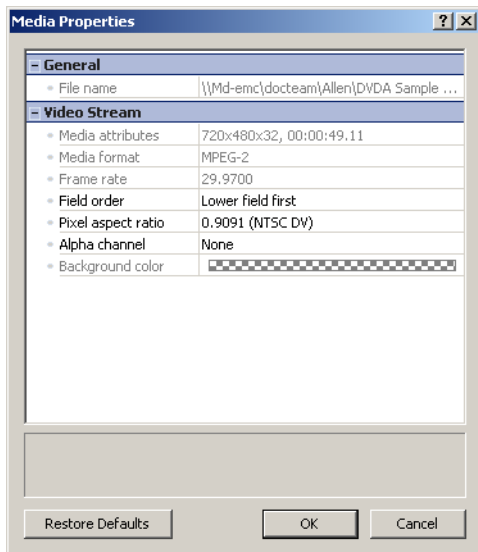 Media Properties
General
File name \\Md-emc\docteam\Allen\DVDA Sample ...
Video Stream
Media attributes 720x480x32, 00:00:49.11
Media format MPEG-2
Frame rate 29.9700
Field order Lower field first
Pixel aspect ratio 0.9091 (NTSC DV)
Alpha channel None
Background color
Restore Defaults OK Cancel